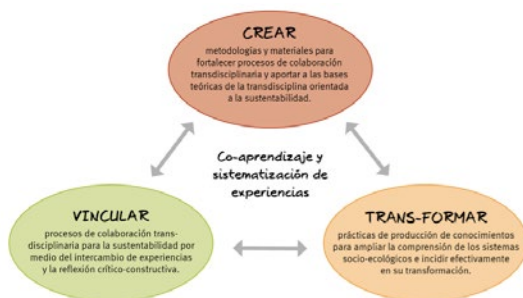 CREAR
metodologías y materiales para
fortalecer procesos de colaboración
transdisciplinaria y aportar a las bases
teóricas de la transdisciplina orientada
a la sustentabilidad.
Co-aprendizaje y
sistematización de
experiencias
VINCULAR
procesos de colaboración trans-
disciplinaria para la sustentabilidad por
medio del intercambio de experiencias
y la reflexión crítico-constructiva.
TRANS-FORMAR
prácticas de producción de conocimientos
para ampliar la comprensión de los sistemas
socio-ecológicos e incidir efectivamente
en su transformación.